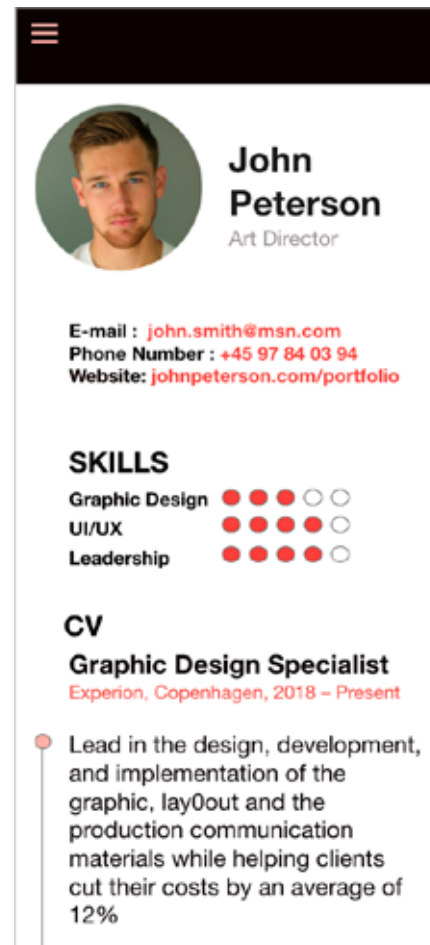 John
Peterson
Art Director
E-mail : john.smith@msn.com
Phone Number : +45 97 84 03 94
Website: johnpeterson.com/portfolio
SKILLS
Graphic Design
UI/UX
Leadership
CV
Graphic Design Specialist
Experion, Copenhagen, 2018 – Present
Lead in the design, development,
and implementation of the
graphic, lay0out and the
production communication
materials while helping clients
cut their costs by an average of
12%